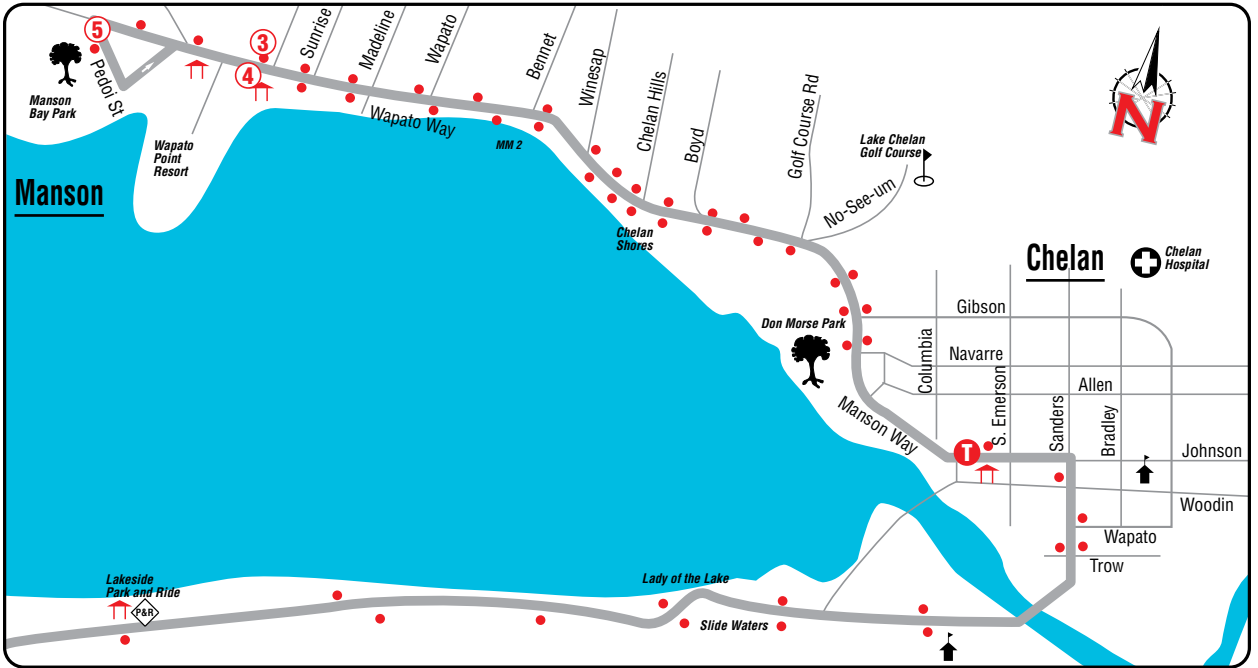 5
3
4
Sunrise
Madeline
Wapato
Bennet
Winesap
Chelan Hills
Boyd
Golf Course Rd
Lake Chelan
Golf Course
No-See-um
N
Pedoi St
Manson
Bay Park
Wapato
Point
Resort
Wapato Way
MM 2
Manson
Chelan
Shores
Chelan
Chelan
Hospital
Don Morse Park
Gibson
Columbia
Navarre
S. Emerson
Allen
Sanders
Bradley
Manson Way
T
Johnson
Woodin
Wapato
Trow
Lakeside
Park and Ride
P&R
Lady of the Lake
Slide Waters